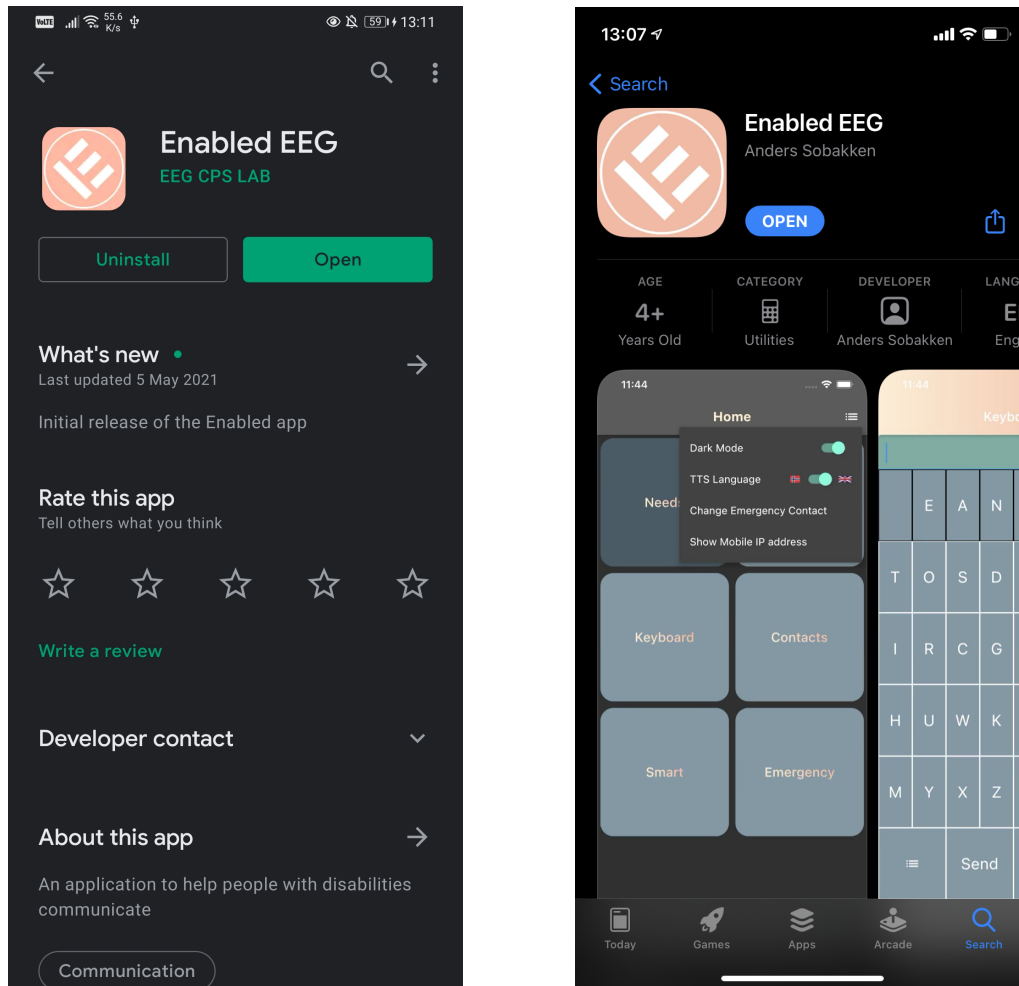 VoLTE 55.6 K/s 59 13:11
Enabled EEG
EEG CPS LAB
Uninstall Open
What's new
Last updated 5 May 2021
Initial release of the Enabled app
Rate this app
Tell others what you think
Write a review
Developer contact
About this app
An application to help people with disabilities
communicate
Communication
13:07
Search
Enabled EEG
Anders Sobakken
OPEN
AGE CATEGORY DEVELOPER LANG
4+ E
Years Old Utilities Anders Sobakken Eng
11:44
Home
Dark Mode
TTS Language
Change Emergency Contact
Show Mobile IP address
Need
Keyboard Contacts
Smart Emergency
11:44
Keybo
E A N
T O S D
I R C G
H U W K
M Y X Z
Send
Today Games Apps Arcade Search